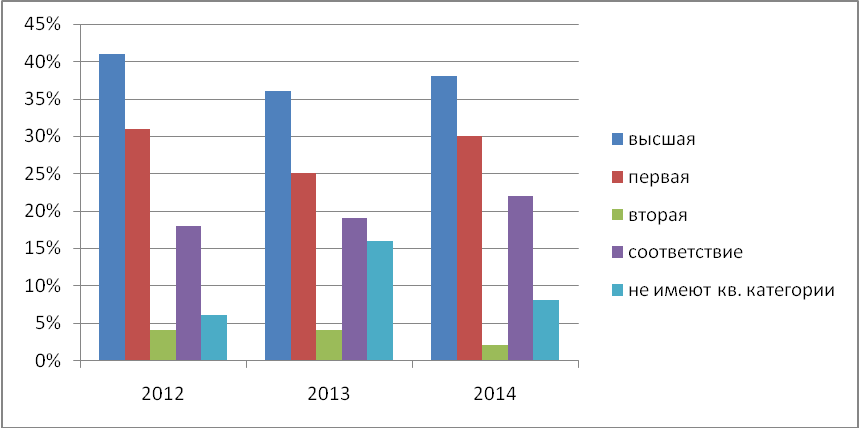 45%
40%
35%
30%
25%
20%
15%
10%
5%
0%
2012 2013 2014
высшая
первая
вторая
соответствие
не имеют кв. категории